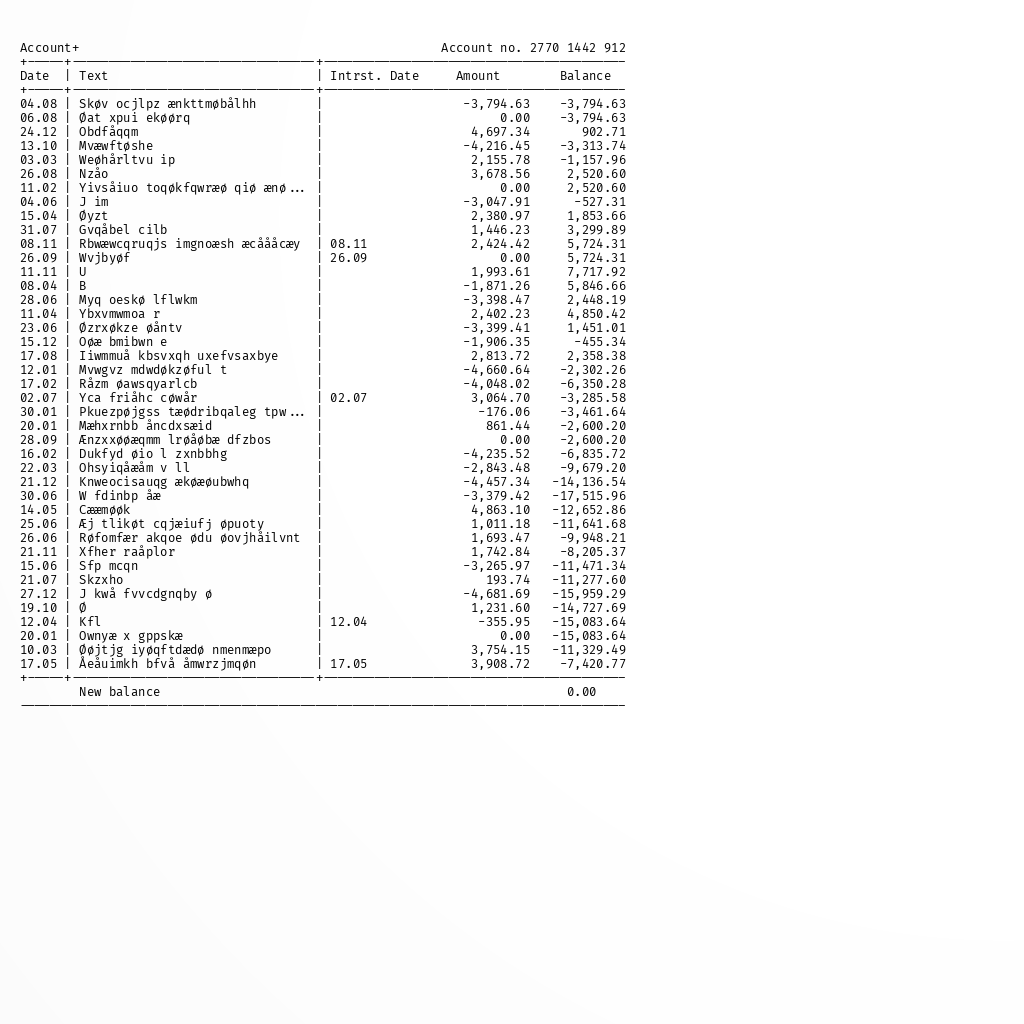 Account+ Account no. 2770 1442 912
Date | Text | Intrst. Date Amount Balance
04.08 | Skøv ocjlpz ænkttmøbålhh | -3,794.63 -3,794.63
06.08 | Øat xpui ekøørq | 0.00 -3,794.63
24.12 | Obdfåqqm | 4,697.34 902.71
13.10 | Mvæwftøshe | -4,216.45 -3,313.74
03.03 | Weøhårltvu ip | 2,155.78 -1,157.96
26.08 | Nzåo | 3,678.56 2,520.60
11.02 | Yivsåiuo toqøkfqwræø qiø ænø... | 0.00 2,520.60
04.06 | J im | -3,047.91 -527.31
15.04 | Øyzt | 2,380.97 1,853.66
31.07 | Gvqåbel cilb | 1,446.23 3,299.89
08.11 | Rbwæwcqruqjs imgnoæsh æcåååcæy | 08.11 2,424.42 5,724.31
26.09 | Wvjbyøf | 26.09 0.00 5,724.31
11.11 | U | 1,993.61 7,717.92
08.04 | B | -1,871.26 5,846.66
28.06 | Myq oeskø lflwkm | -3,398.47 2,448.19
11.04 | Ybxvmwmoa r | 2,402.23 4,850.42
23.06 | Øzrxøkze øåntv | -3,399.41 1,451.01
15.12 | Oøæ bmibwn e | -1,906.35 -455.34
17.08 | Iiwmmuå kbsvxqh uxefvsaxbye | 2,813.72 2,358.38
12.01 | Mvwgvz mdwdøkzøful t | -4,660.64 -2,302.26
17.02 | Råzm øawsqyarlcb | -4,048.02 -6,350.28
02.07 | Yca friåhc cøwår | 02.07 3,064.70 -3,285.58
30.01 | Pkuezpøjgss tæødribqaleg tpw... | -176.06 -3,461.64
20.01 | Mæhxrnbb åncdxsæid | 861.44 -2,600.20
28.09 | Ænzxxøøæqmm lrøåøbæ dfzbos | 0.00 -2,600.20
16.02 | Dukfyd øio l zxnbbhg | -4,235.52 -6,835.72
22.03 | Ohsyiqåæåm v ll | -2,843.48 -9,679.20
21.12 | Knweocisauqg ækøæøubwhq | -4,457.34 -14,136.54
30.06 | W fdinbp åæ | -3,379.42 -17,515.96
14.05 | Cææmøøk | 4,863.10 -12,652.86
25.06 | Æj tlikøt cqjæiufj øpuoty | 1,011.18 -11,641.68
26.06 | Røfomfær akqoe ødu øovjhåilvnt | 1,693.47 -9,948.21
21.11 | Xfher raåplor | 1,742.84 -8,205.37
15.06 | Sfp mcqn | -3,265.97 -11,471.34
21.07 | Skzxho | 193.74 -11,277.60
27.12 | J kwå fvvcdgnqby ø | -4,681.69 -15,959.29
19.10 | Ø | 1,231.60 -14,727.69
12.04 | Kfl | 12.04 -355.95 -15,083.64
20.01 | Ownyæ x gppskæ | 0.00 -15,083.64
10.03 | Øøjtjg iyøqftdædø nmenmæpo | 3,754.15 -11,329.49
17.05 | Åeåuimkh bfvå åmwrzjmqøn | 17.05 3,908.72 -7,420.77
New balance 0.00